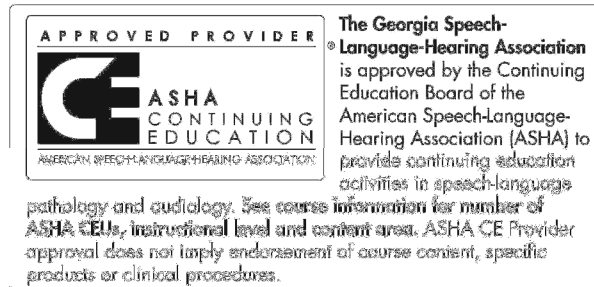 APPROVED PROVIDER
CE
ASHA
CONTINUING
EDUCATION
AMERICAN SPEECH-LANGUAGE-HEARING ASSOCIATION
®
The Georgia Speech-
Language-Hearing Association
is approved by the Continuing
Education Board of the
American Speech-Language-
Hearing Association (ASHA) to
provide continuing education
activities in speech-language
pathology and audiology. See course information for number of
ASHA CEUs, instructional level and content area. ASHA CE Provider
approval does not imply endorsement of course content, specific
products or clinical procedures.